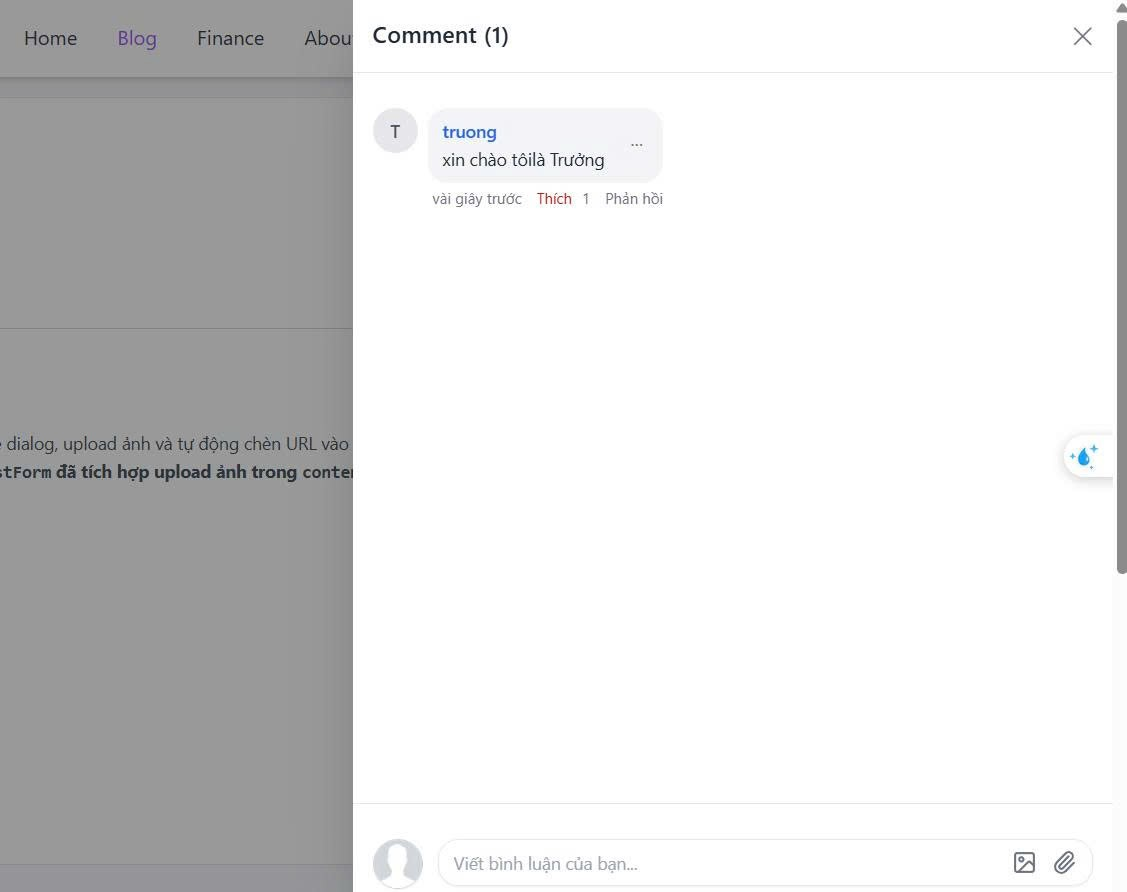 Home Blog Finance Abou
Comment (1)
T
truong
xin chào tôilà Trưởng
...
vài giây trước Thích 1 Phản hồi
dialog, upload ảnh và tự động chèn URL vào
stForm đã tích hợp upload ảnh trong conte
Viết bình luận của bạn...